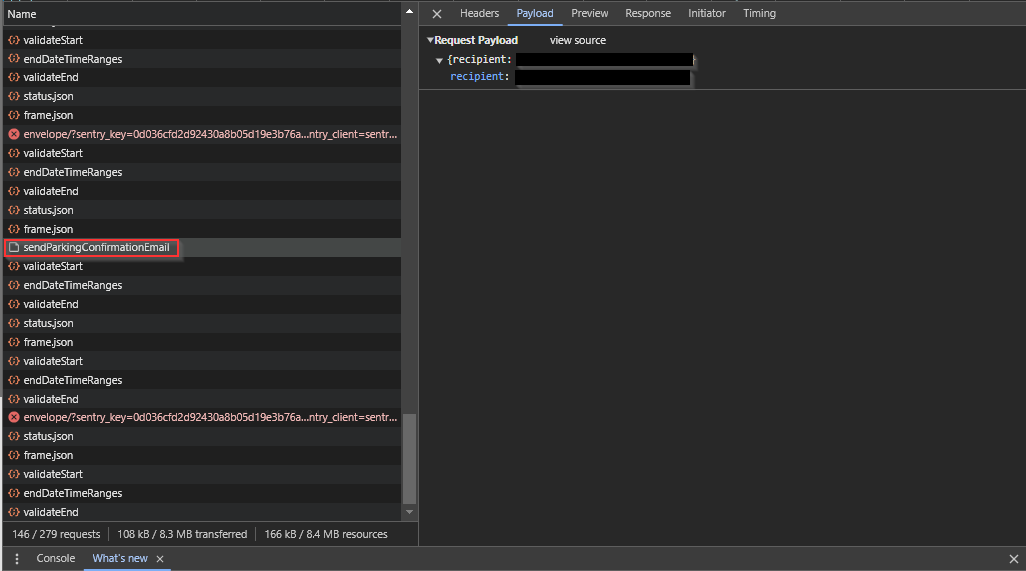 Name
validateStart
endDateTimeRanges
validateEnd
status.json
frame.json
envelope/?sentry_key=0d036cfd2d92430a8b05d19e3b76a...ntry_client=sentr...
validateStart
endDateTimeRanges
validateEnd
status.json
frame.json
sendParkingConfirmationEmail
validateStart
endDateTimeRanges
validateEnd
status.json
frame.json
validateStart
endDateTimeRanges
validateEnd
envelope/?sentry_key=0d036cfd2d92430a8b05d19e3b76a...ntry_client=sentr...
status.json
frame.json
validateStart
endDateTimeRanges
validateEnd
146 / 279 requests 108 kB / 8.3 MB transferred 166 kB / 8.4 MB resources
Headers Payload Preview Response Initiator Timing
Request Payload view source
{recipient:
recipient:
Console What's new